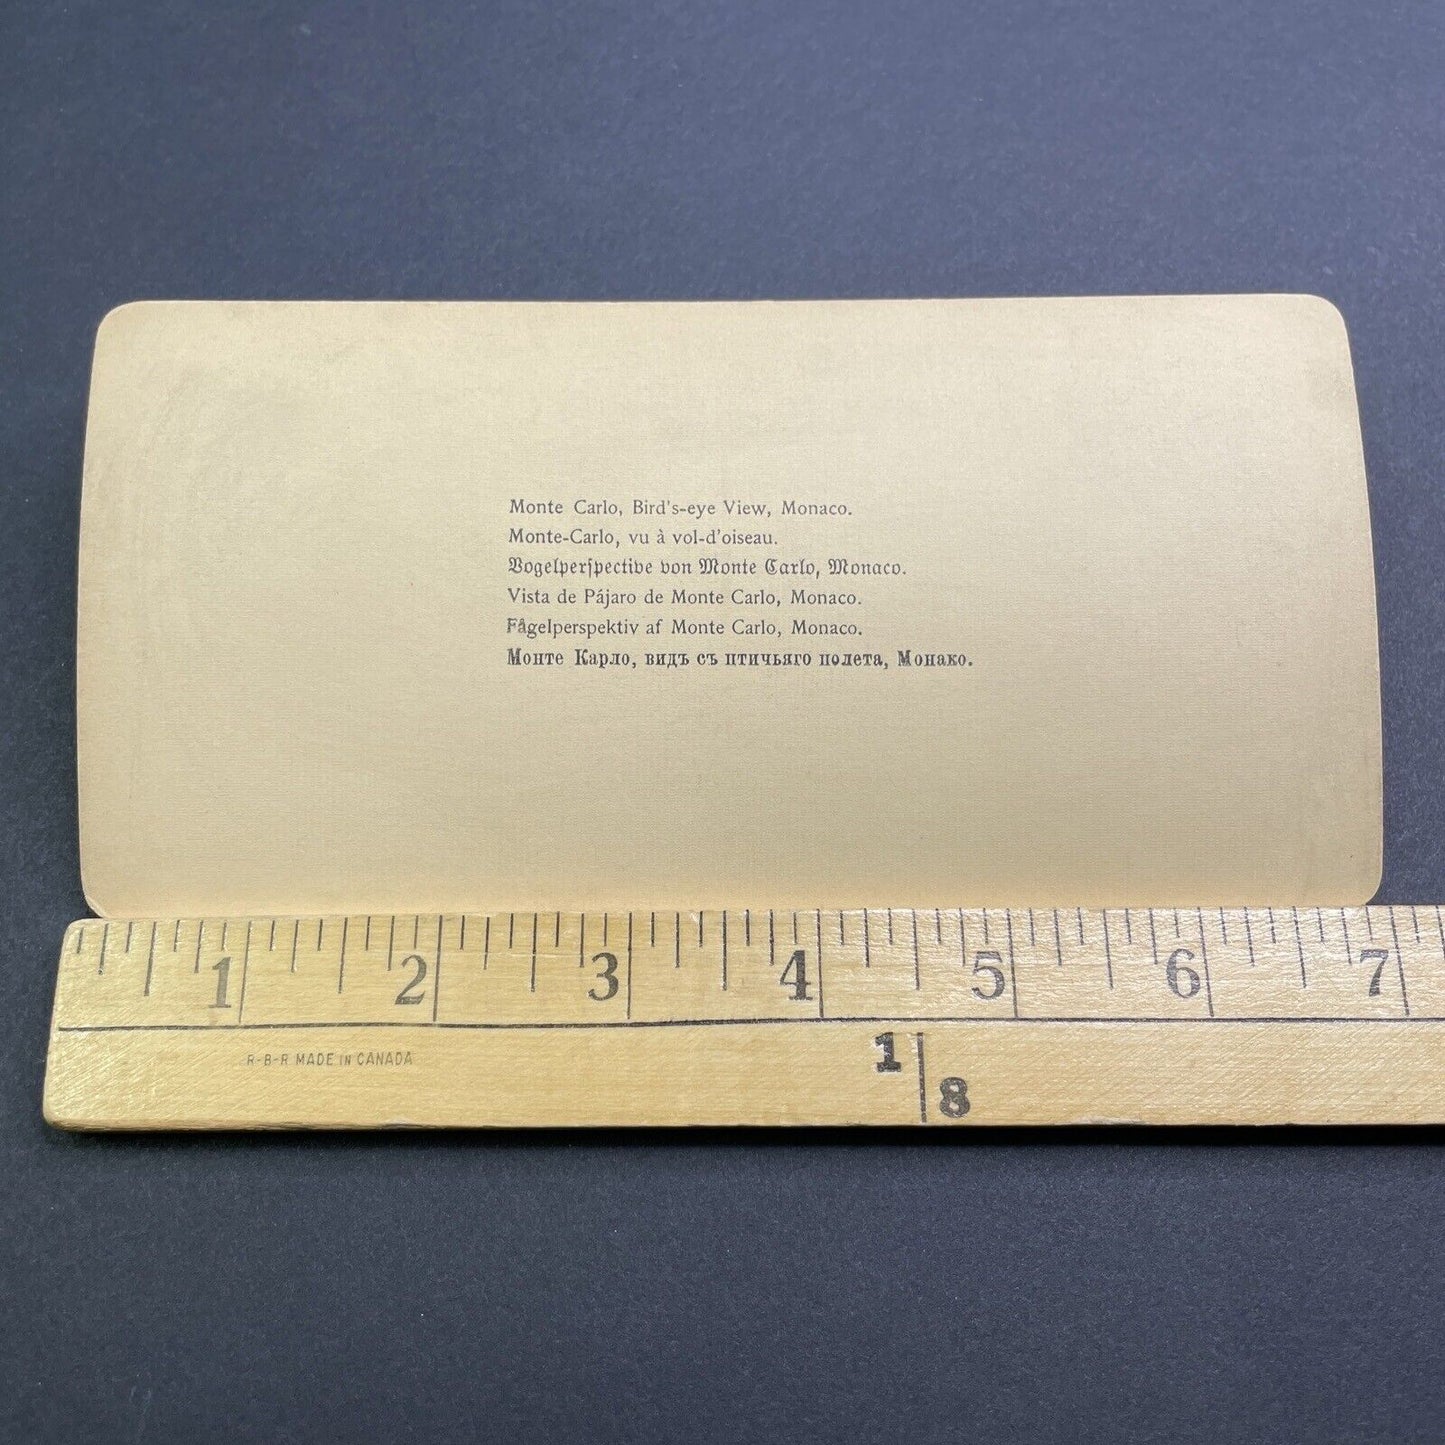 Monte Carlo, Bird's-eye View, Monaco.
Monte-Carlo, vu à vol-d'oiseau.
Vogelperspective von Monte Carlo, Monaco.
Vista de Pájaro de Monte Carlo, Monaco.
Fågelperspektiv af Monte Carlo, Monaco.
Монте Карло, видъ съ птичьяго полета, Монако.
1 2 3 4 5 6 7
R-B-R MADE IN CANADA
1
8